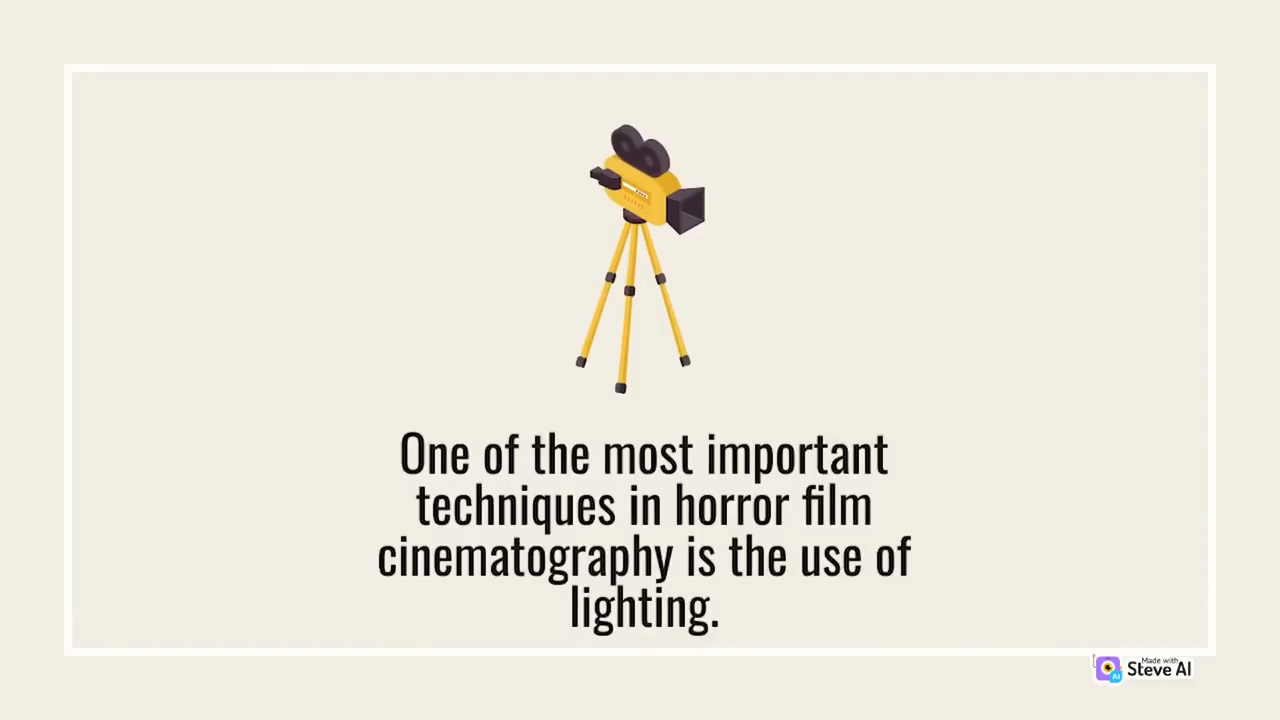 One of the most important
techniques in horror film
cinematography is the use of
lighting.
Made with
Steve AI
AI